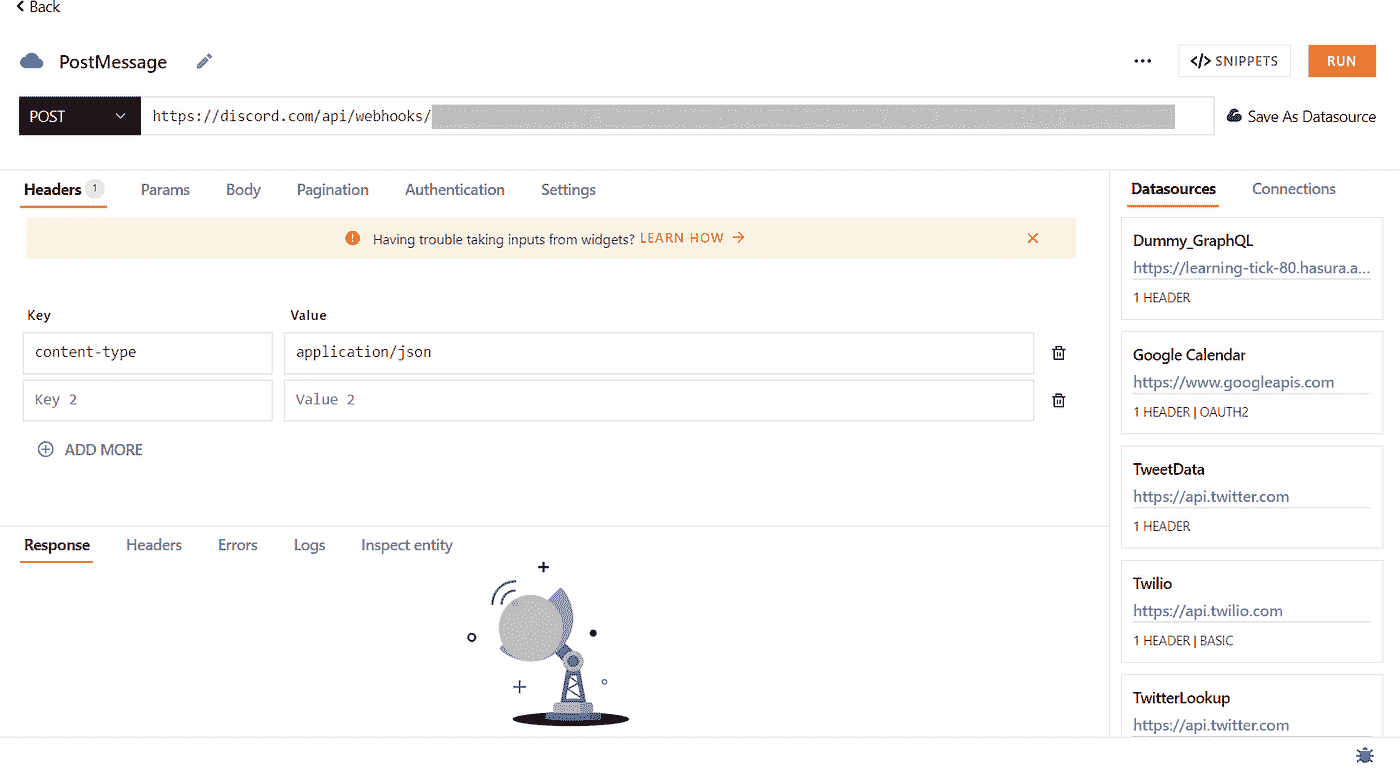 Back
PostMessage
</> SNIPPETS
RUN
POST
https://discord.com/api/webhooks/
Save As Datasource
Headers 1 Params Body Pagination Authentication Settings
Having trouble taking inputs from widgets? LEARN HOW
Key Value
content-type application/json
Key 2 Value 2
ADD MORE
Response Headers Errors Logs Inspect entity
Datasources Connections
Dummy_GraphQL
https://learning-tick-80.hasura.a...
1 HEADER
Google Calendar
https://www.googleapis.com
1 HEADER | OAUTH2
TweetData
https://api.twitter.com
1 HEADER
Twilio
https://api.twilio.com
1 HEADER | BASIC
TwitterLookup
https://api.twitter.com